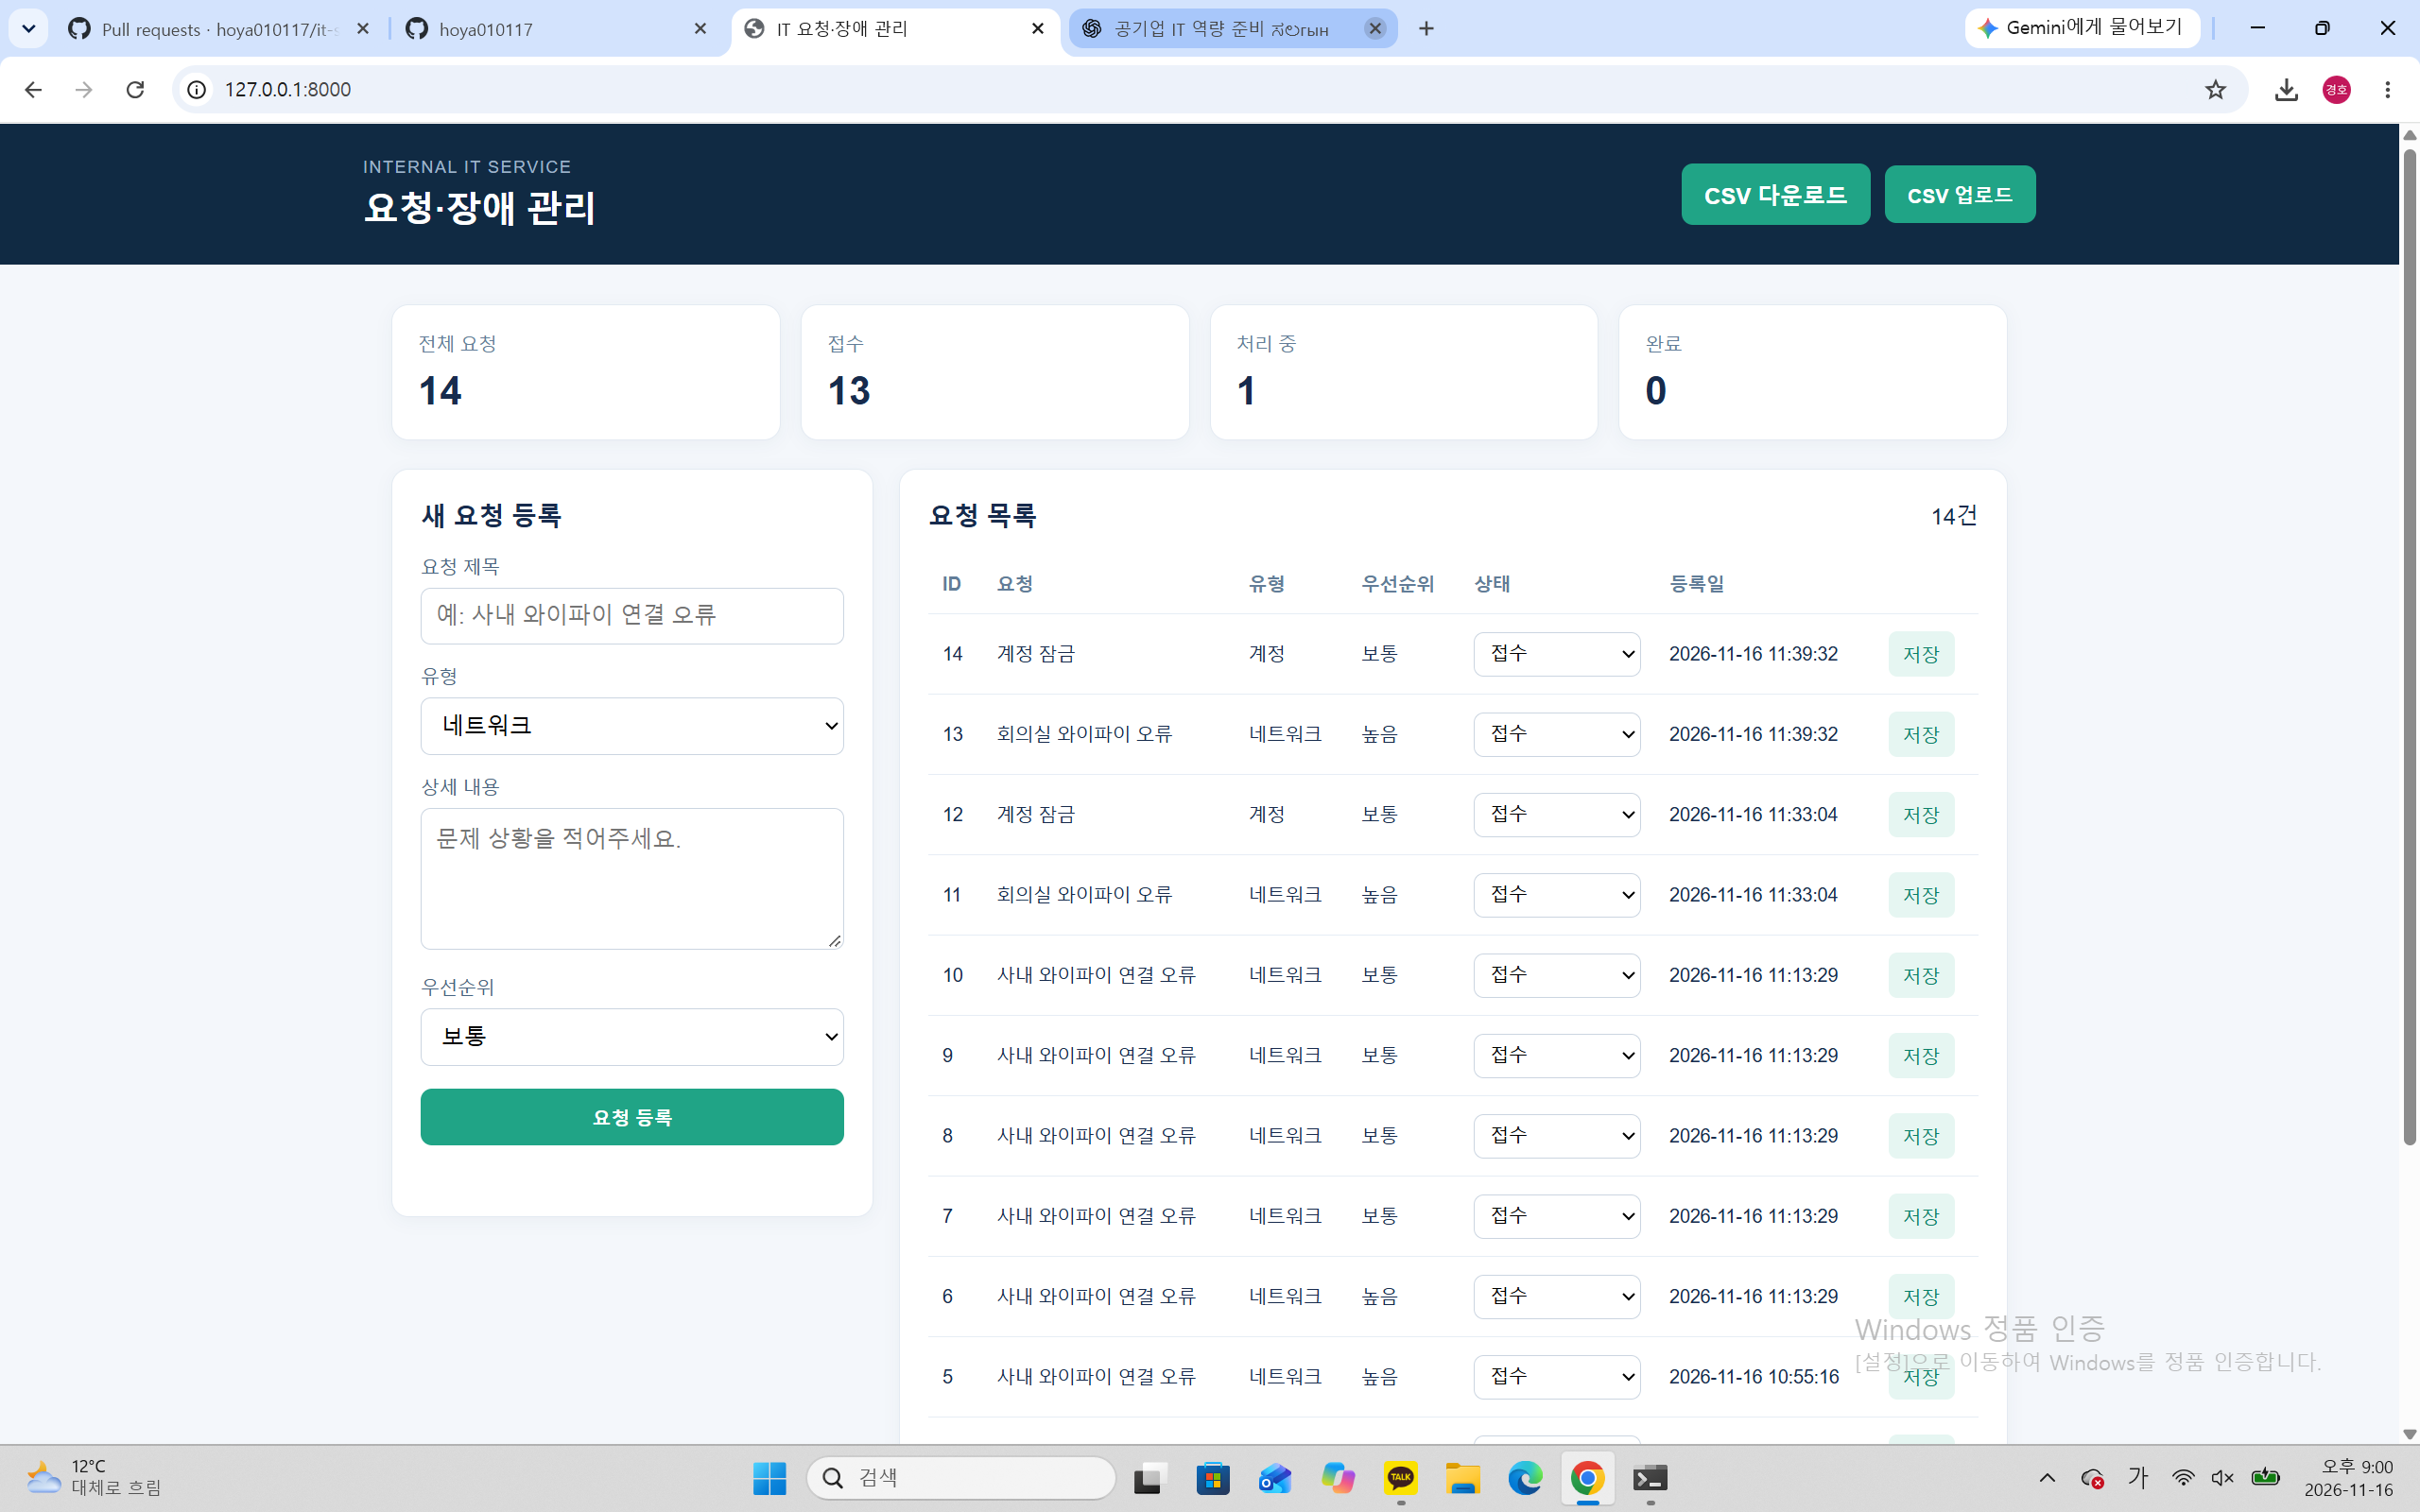 Pull requests · hoya010117/it-s
hoya010117
IT 요청·장애 관리
공기업 IT 역량 준비
Gemini에게 물어보기
127.0.0.1:8000
경호
INTERNAL IT SERVICE
요청·장애 관리
CSV 다운로드
CSV 업로드
전체 요청
14
접수
13
처리 중
1
완료
0
새 요청 등록
요청 제목
예: 사내 와이파이 연결 오류
유형
네트워크
상세 내용
문제 상황을 적어주세요.
우선순위
보통
요청 등록
요청 목록 14건
ID 요청 유형 우선순위 상태 등록일
14 계정 잠금 계정 보통 접수 2026-11-16 11:39:32 저장
13 회의실 와이파이 오류 네트워크 높음 접수 2026-11-16 11:39:32 저장
12 계정 잠금 계정 보통 접수 2026-11-16 11:33:04 저장
11 회의실 와이파이 오류 네트워크 높음 접수 2026-11-16 11:33:04 저장
10 사내 와이파이 연결 오류 네트워크 보통 접수 2026-11-16 11:13:29 저장
9 사내 와이파이 연결 오류 네트워크 보통 접수 2026-11-16 11:13:29 저장
8 사내 와이파이 연결 오류 네트워크 보통 접수 2026-11-16 11:13:29 저장
7 사내 와이파이 연결 오류 네트워크 보통 접수 2026-11-16 11:13:29 저장
6 사내 와이파이 연결 오류 네트워크 높음 접수 2026-11-16 11:13:29 저장
5 사내 와이파이 연결 오류 네트워크 높음 접수 2026-11-16 10:55:16 저장
Windows 정품 인증
[설정]으로 이동하여 Windows를 정품 인증합니다.
12°C
대체로 흐림
검색
TALK
가
오후 9:00
2026-11-16